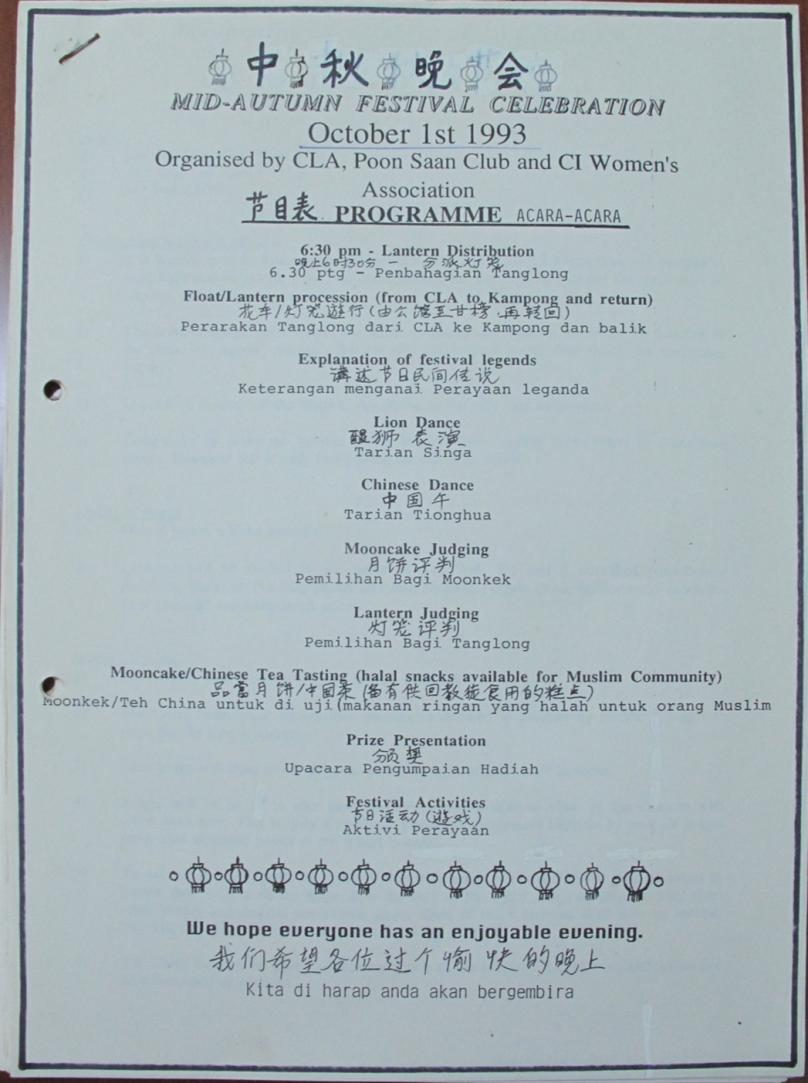 中秋晚会
MID-AUTUMN FESTIVAL CELEBRATION
October 1st 1993
Organised by CLA, Poon Saan Club and CI Women's
Association
节目表 PROGRAMME ACARA-ACARA
6:30 pm - Lantern Distribution
晚上6时30分 - 分派灯笼
6.30 ptg - Penbahagian Tanglong
Float/Lantern procession (from CLA to Kampong and return)
花车/灯笼遊行(由公馆至甘榜,再转回)
Perarakan Tanglong dari CLA ke Kampong dan balik
Explanation of festival legends
讲述节日民间传说
Keterangan menganai Perayaan leganda
Lion Dance
醒狮 表演
Tarian Singa
Chinese Dance
中国午
Tarian Tionghua
Mooncake Judging
月饼评判
Pemilihan Bagi Moonkek
Lantern Judging
灯笼评判
Pemilihan Bagi Tanglong
Mooncake/Chinese Tea Tasting (halal snacks available for Muslim Community)
品嘗月饼/中国茶(备有供回教徒食用的糕点)
Moonkek/Teh China untuk di uji(makanan ringan yang halah untuk orang Muslim
Prize Presentation
颁奖
Upacara Pengumpaian Hadiah
Festival Activities
节日活动(遊戏)
Aktivi Perayaan
We hope everyone has an enjoyable evening.
我们希望各位过个愉快的晚上
Kita di harap anda akan bergembira